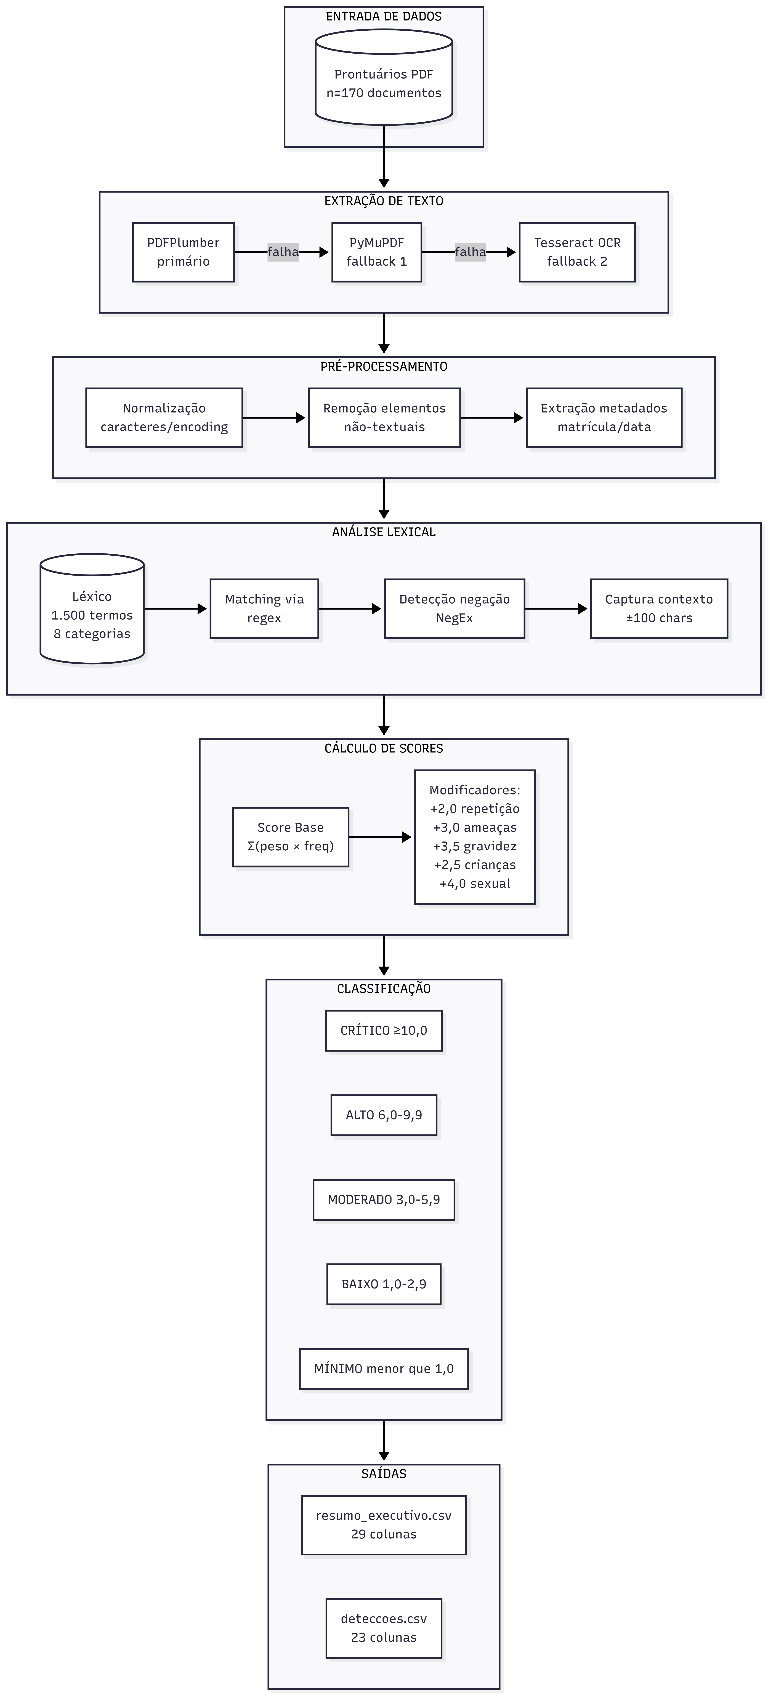 ENTRADA DE DADOS
Prontuários PDF
n=170 documentos
EXTRAÇÃO DE TEXTO
PDFPlumber
primário
falha
PyMuPDF
fallback 1
falha
Tesseract OCR
fallback 2
PRÉ-PROCESSAMENTO
Normalização
caracteres/encoding
Remoção elementos
não-textuais
Extração metadados
matrícula/data
ANÁLISE LEXICAL
Léxico
1.500 termos
8 categorias
Matching via
regex
Detecção negação
NegEx
Captura contexto
±100 chars
CÁLCULO DE SCORES
Score Base
Σ(peso × freq)
Modificadores:
+2,0 repetição
+3,0 ameaças
+3,5 gravidez
+2,5 crianças
+4,0 sexual
CLASSIFICAÇÃO
CRÍTICO ≥10,0
ALTO 6,0-9,9
MODERADO 3,0-5,9
BAIXO 1,0-2,9
MÍNIMO menor que 1,0
SAÍDAS
resumo_executivo.csv
29 colunas
deteccoes.csv
23 colunas